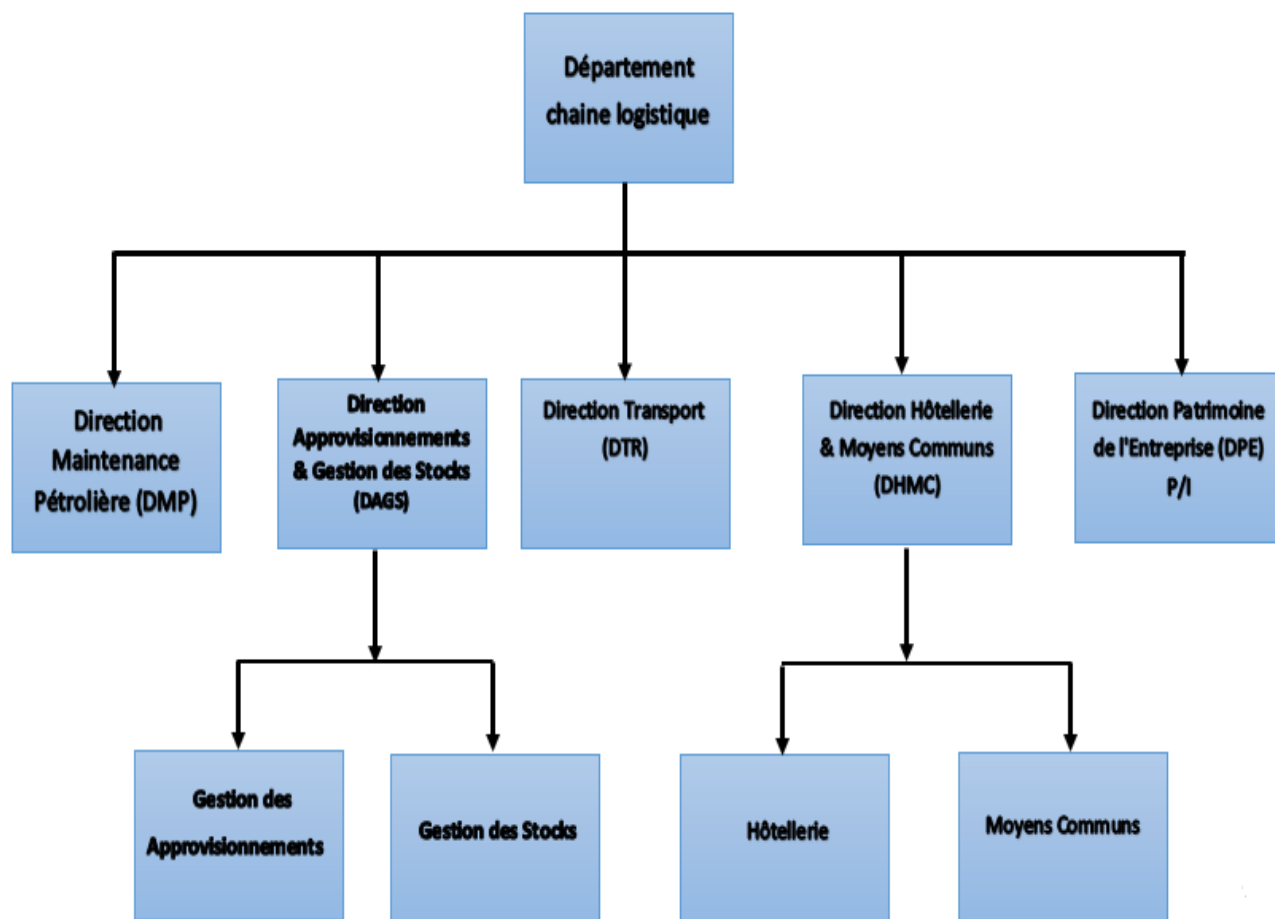 Département
chaine logistique
Direction
Maintenance
Pétrolière (DMP)
Direction
Approvisionnements
& Gestion des Stocks
(DAGS)
Direction Transport
(DTR)
Direction Hôtellerie
& Moyens Communs
(DHMC)
Direction Patrimoine
de l'Entreprise (DPE)
P/I
Gestion des
Approvisionnements
Gestion des Stocks
Hôtellerie
Moyens Communs